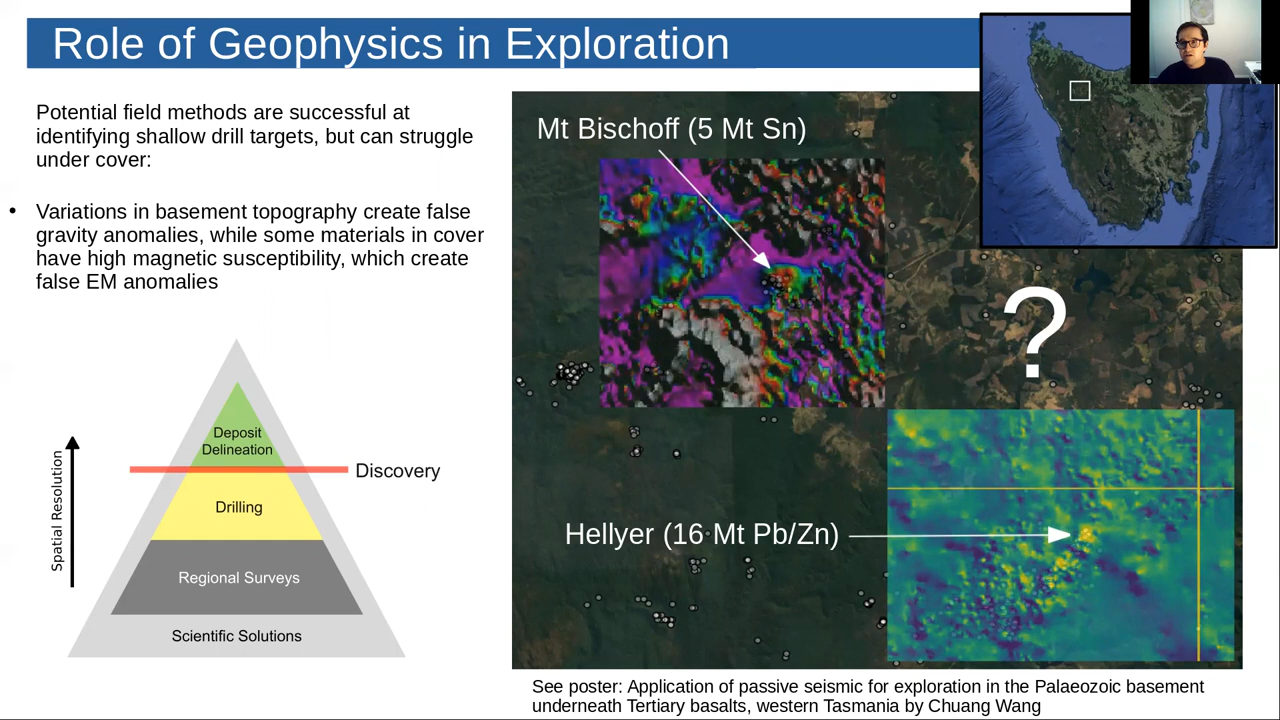 Role of Geophysics in Exploration
Potential field methods are successful at
identifying shallow drill targets, but can struggle
under cover:
• Variations in basement topography create false
gravity anomalies, while some materials in cover
have high magnetic susceptibility, which create
false EM anomalies
Spatial Resolution
Deposit
Delineation
Discovery
Drilling
Regional Surveys
Scientific Solutions
Mt Bischoff (5 Mt Sn)
?
Hellyer (16 Mt Pb/Zn)
See poster: Application of passive seismic for exploration in the Palaeozoic basement
underneath Tertiary basalts, western Tasmania by Chuang Wang